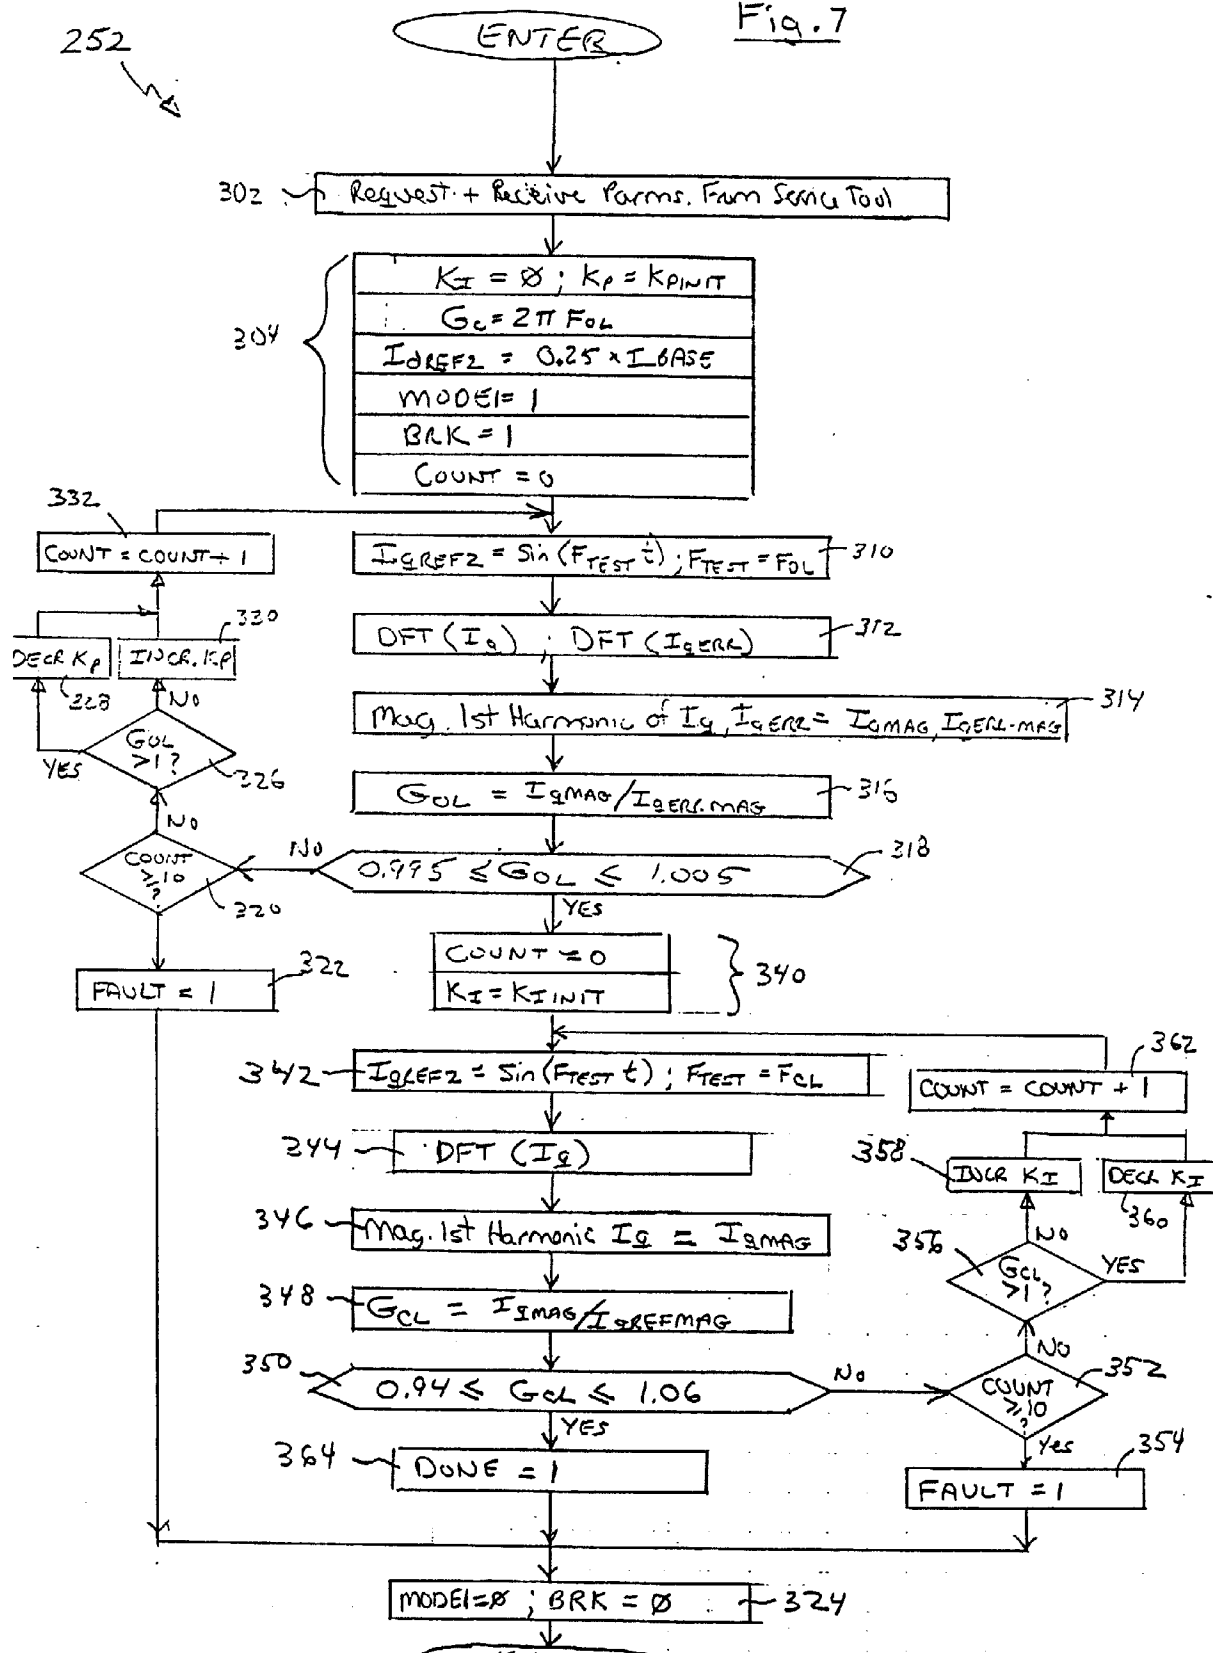 Fig. 7
252
ENTER
302
Request + Receive Parms. From Service Tool
304
KI = Ø ; KP = KPINIT
Gc = 2π FOL
IdREF2 = 0.25 × I_BASE
MODE1 = 1
BRK = 1
COUNT = 0
332
COUNT = COUNT + 1
IqREF2 = Sin (FTEST t) ; FTEST = FOL
310
330
DECR KP
INCR. KP
328
DFT (Iq) ; DFT (IqERR)
312
NO
Mag. 1st Harmonic of Iq, IqERR = IqMAG, IqERR-MAG
314
GOL >1?
YES
326
GOL = IqMAG / IqERR-MAG
316
NO
COUNT ≥10 ?
320
NO
0.995 ≤ GOL ≤ 1.005
318
YES
322
FAULT = 1
COUNT = 0
KI = KIINIT
340
342
IqREF2 = Sin (FTEST t) ; FTEST = FCL
362
COUNT = COUNT + 1
344
DFT (Iq)
358
INCR KI
DECR KI
360
346
Mag. 1st Harmonic Iq = IqMAG
356
NO
GCL >1?
YES
348
GCL = IqMAG / IqREFMAG
NO
350
0.94 ≤ GCL ≤ 1.06
No
COUNT ≥10 ?
352
YES
Yes
364
DONE = 1
354
FAULT = 1
MODE1=Ø ; BRK = Ø
324